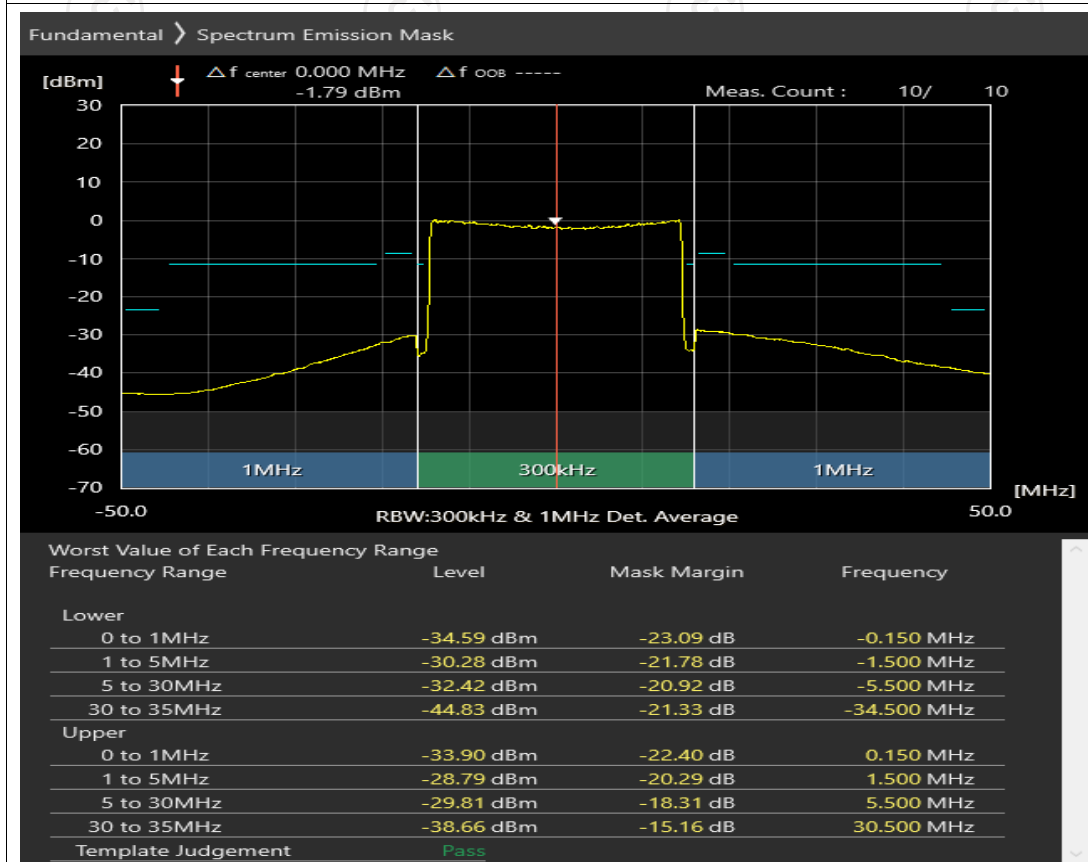 Fundamental ❯ Spectrum Emission Mask
[dBm] △f center 0.000 MHz △f OOB -----
-1.79 dBm Meas. Count : 10/ 10
30
20
10
0
-10
-20
-30
-40
-50
-60
1MHz 300kHz 1MHz
-70 [MHz]
-50.0 RBW:300kHz & 1MHz Det. Average 50.0
Worst Value of Each Frequency Range
Frequency Range Level Mask Margin Frequency
Lower
0 to 1MHz -34.59 dBm -23.09 dB -0.150 MHz
1 to 5MHz -30.28 dBm -21.78 dB -1.500 MHz
5 to 30MHz -32.42 dBm -20.92 dB -5.500 MHz
30 to 35MHz -44.83 dBm -21.33 dB -34.500 MHz
Upper
0 to 1MHz -33.90 dBm -22.40 dB 0.150 MHz
1 to 5MHz -28.79 dBm -20.29 dB 1.500 MHz
5 to 30MHz -29.81 dBm -18.31 dB 5.500 MHz
30 to 35MHz -38.66 dBm -15.16 dB 30.500 MHz
Template Judgement Pass